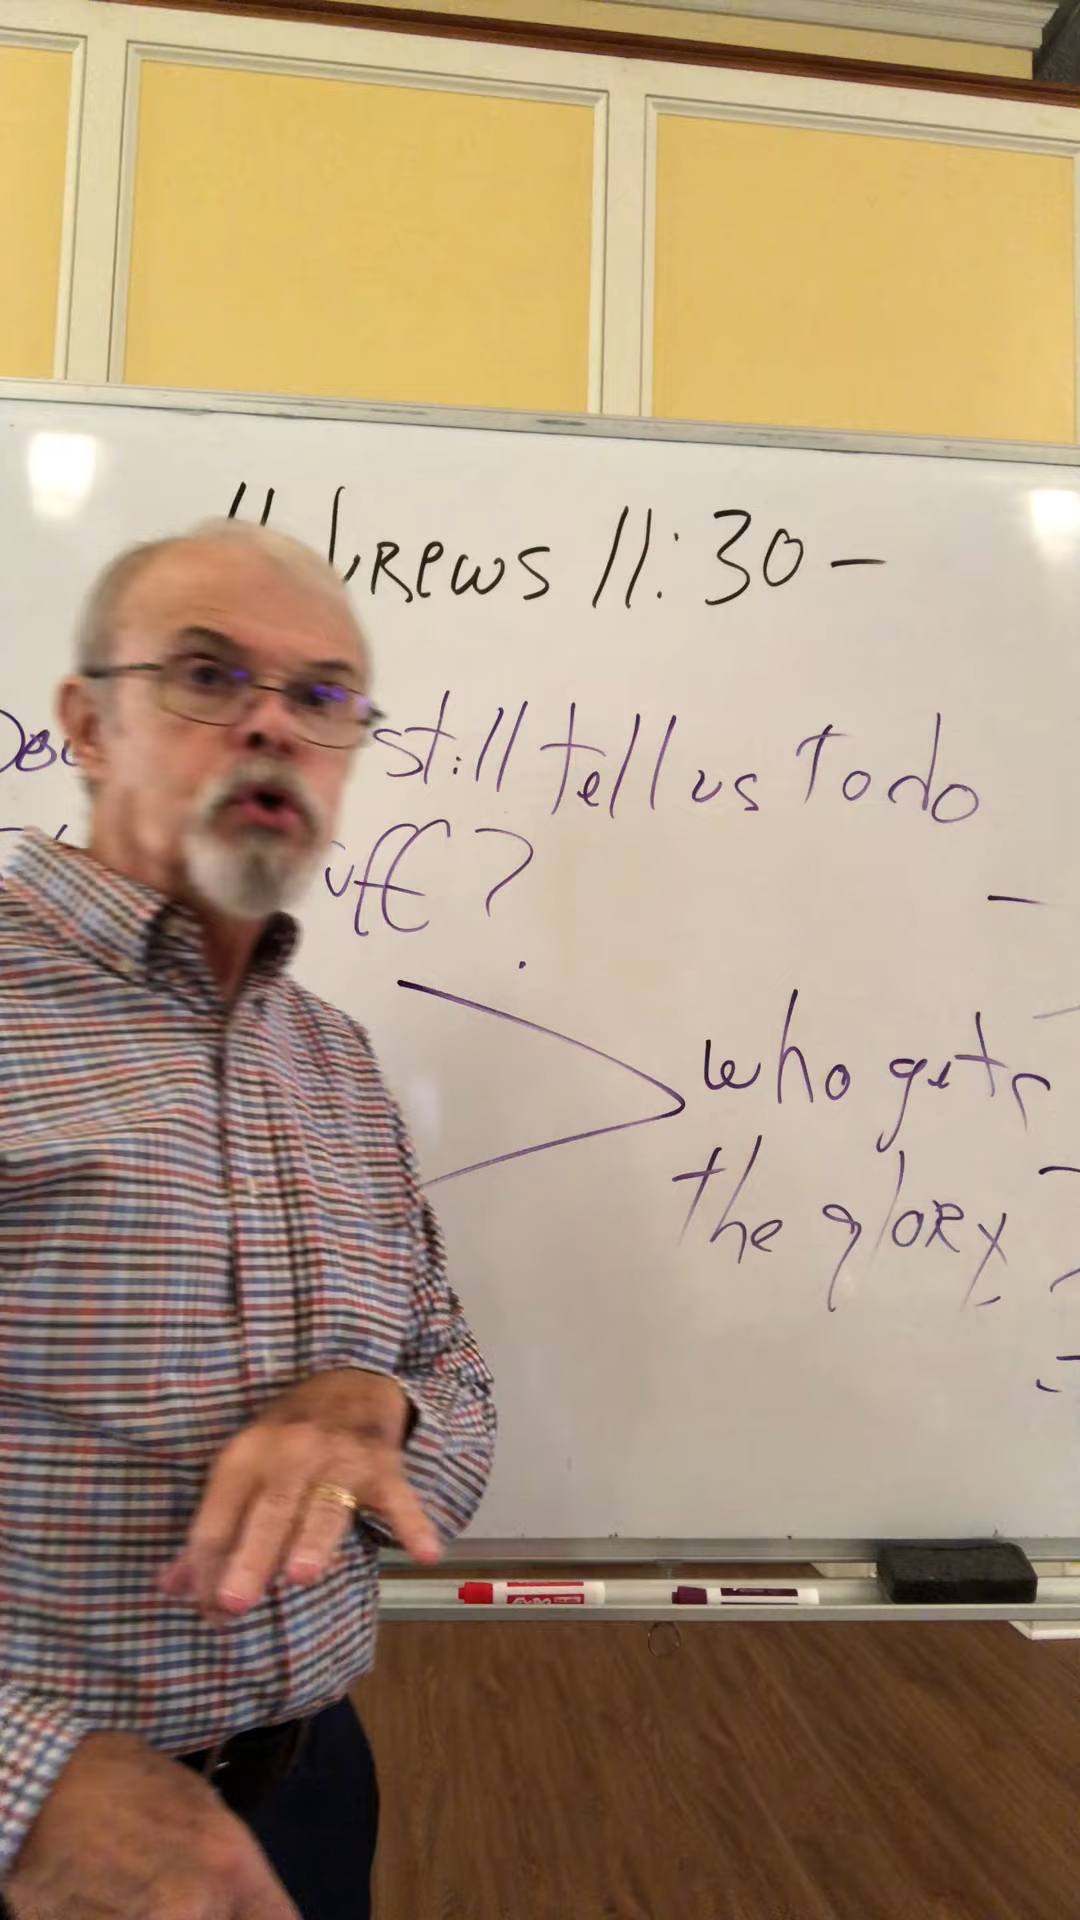 Hebrews 11:30 -
still tell us To do
?
who gets
the glory